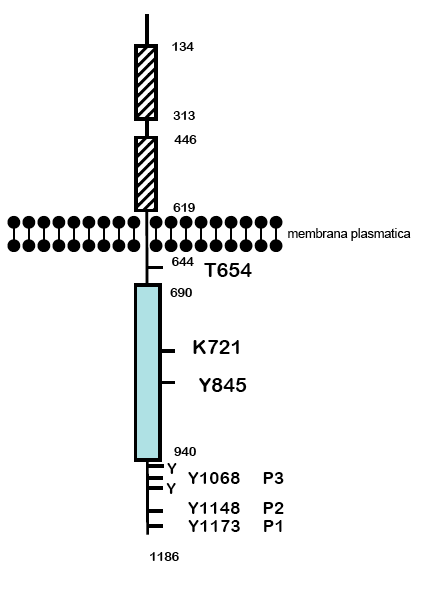 134
313
446
619
membrana plasmatica
644
T654
690
K721
Y845
940
Y
Y1068 P3
Y
Y1148 P2
Y1173 P1
1186